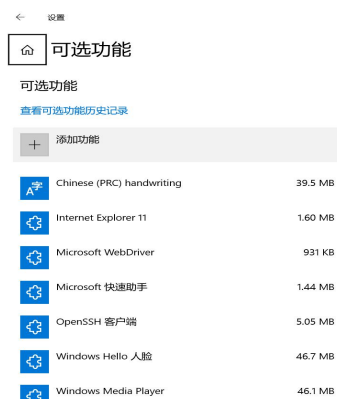 设置
可选功能
可选功能
查看可选功能历史记录
添加功能
Chinese (PRC) handwriting 39.5 MB
Internet Explorer 11 1.60 MB
Microsoft WebDriver 931 KB
Microsoft 快速助手 1.44 MB
OpenSSH 客户端 5.05 MB
Windows Hello 人脸 46.7 MB
Windows Media Player 46.1 MB